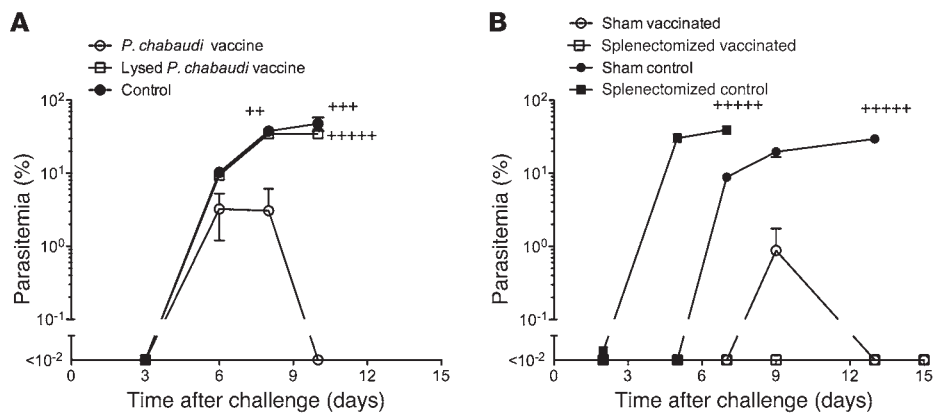 A
P. chabaudi vaccine
Lysed P. chabaudi vaccine
Control
++
+++
+++++
10²
10¹
10⁰
10⁻¹
<10⁻²
Parasitemia (%)
0 3 6 9 12 15
Time after challenge (days)
B
Sham vaccinated
Splenectomized vaccinated
Sham control
Splenectomized control
+++++
+++++
10²
10¹
10⁰
10⁻¹
<10⁻²
Parasitemia (%)
0 3 6 9 12 15
Time after challenge (days)